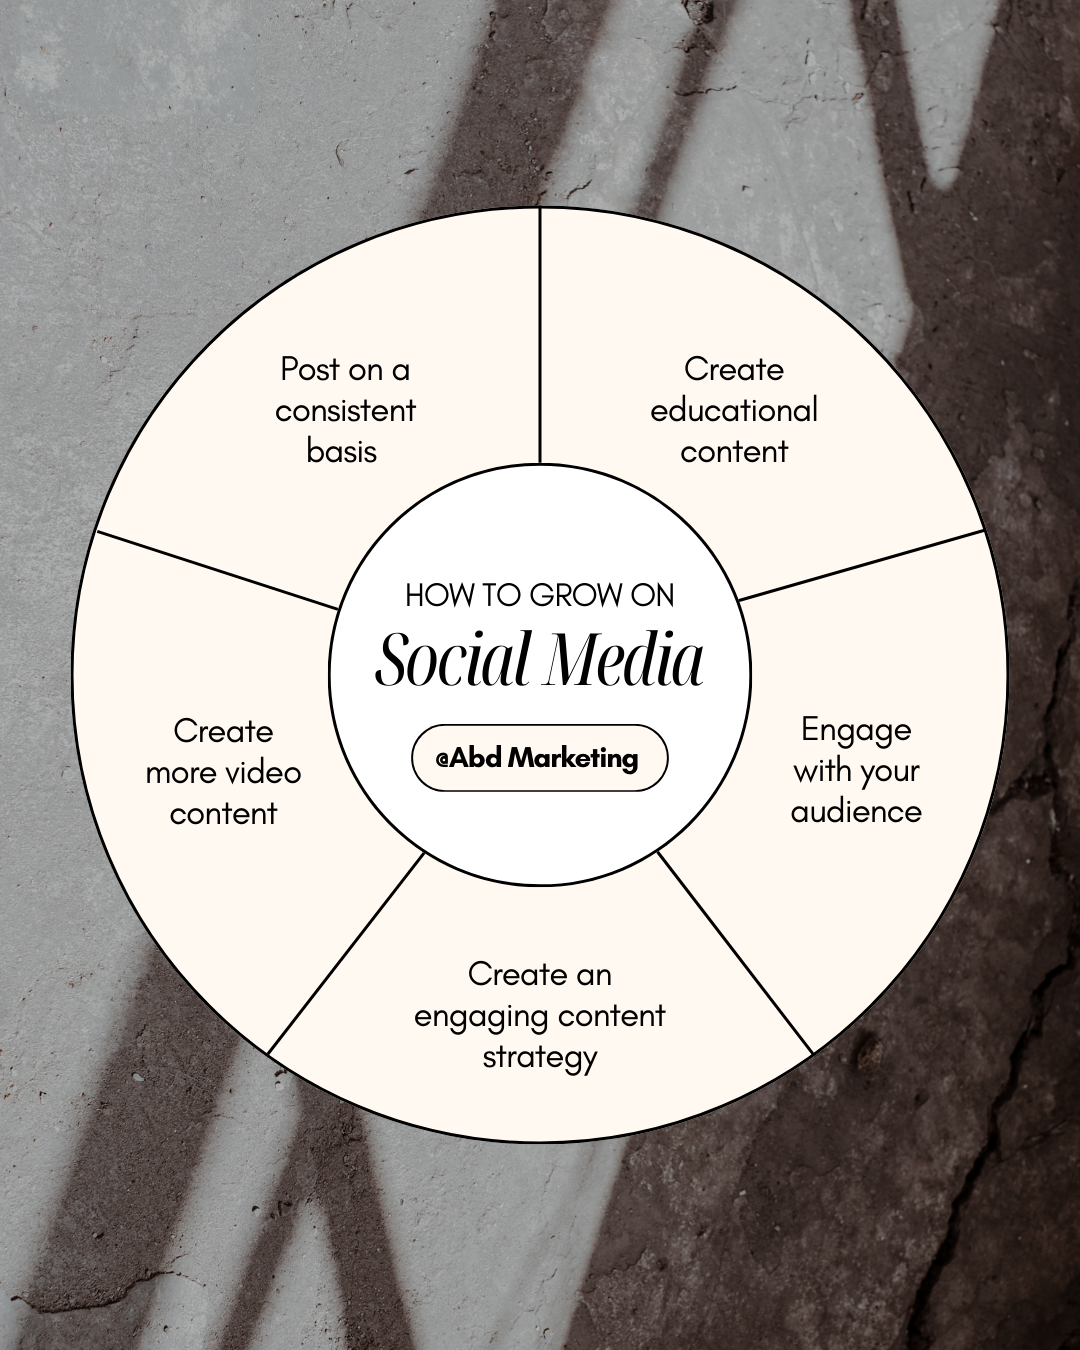 Post on a
consistent
basis
Create
educational
content
HOW TO GROW ON
Social Media
@Abd Marketing
Create
more video
content
Engage
with your
audience
Create an
engaging content
strategy